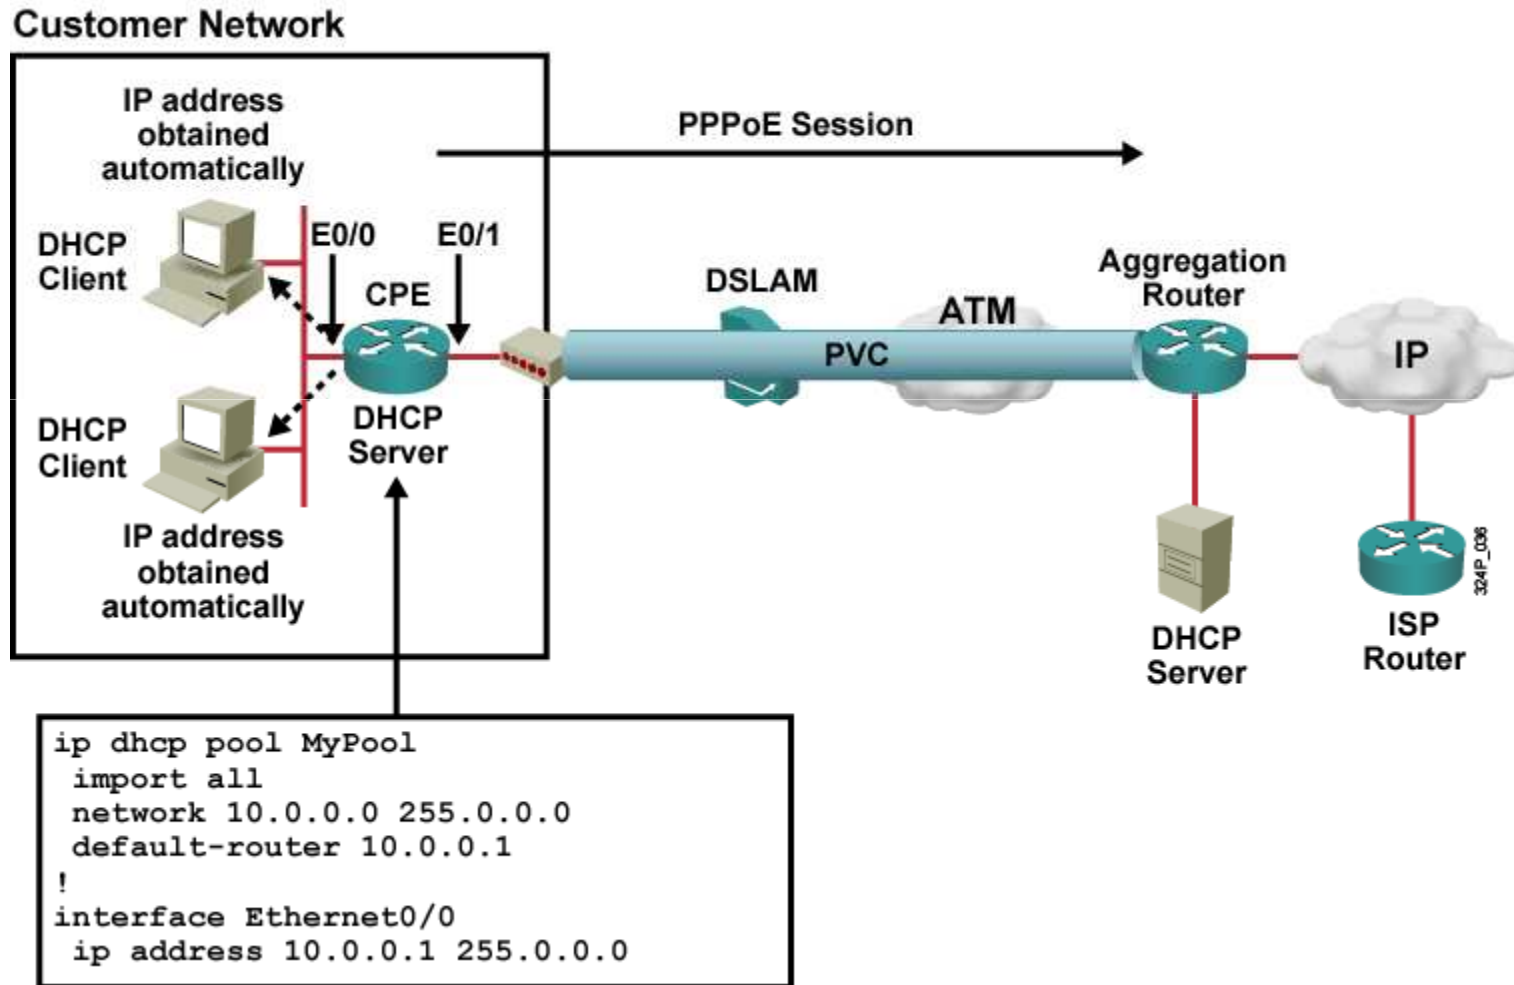 Customer Network
IP address
obtained
automatically
PPPoE Session
DHCP
Client
E0/0
E0/1
CPE
DHCP
Server
DHCP
Client
IP address
obtained
automatically
DSLAM
ATM
PVC
Aggregation
Router
IP
DHCP
Server
ISP
Router
324P_036
ip dhcp pool MyPool
import all
network 10.0.0.0 255.0.0.0
default-router 10.0.0.1
!
interface Ethernet0/0
ip address 10.0.0.1 255.0.0.0